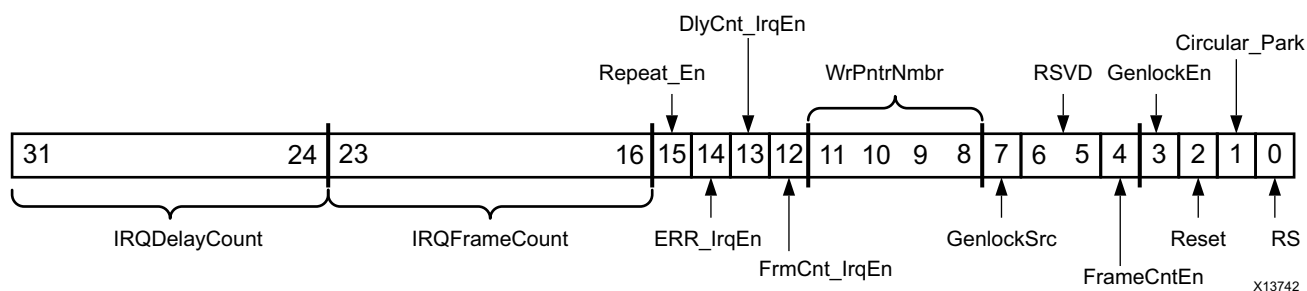 DlyCnt_IrqEn
Circular_Park
Repeat_En WrPntrNmbr RSVD GenlockEn
31 24 23 16 15 14 13 12 11 10 9 8 7 6 5 4 3 2 1 0
IRQDelayCount IRQFrameCount ERR_IrqEn GenlockSrc Reset RS
FrmCnt_IrqEn FrameCntEn
X13742